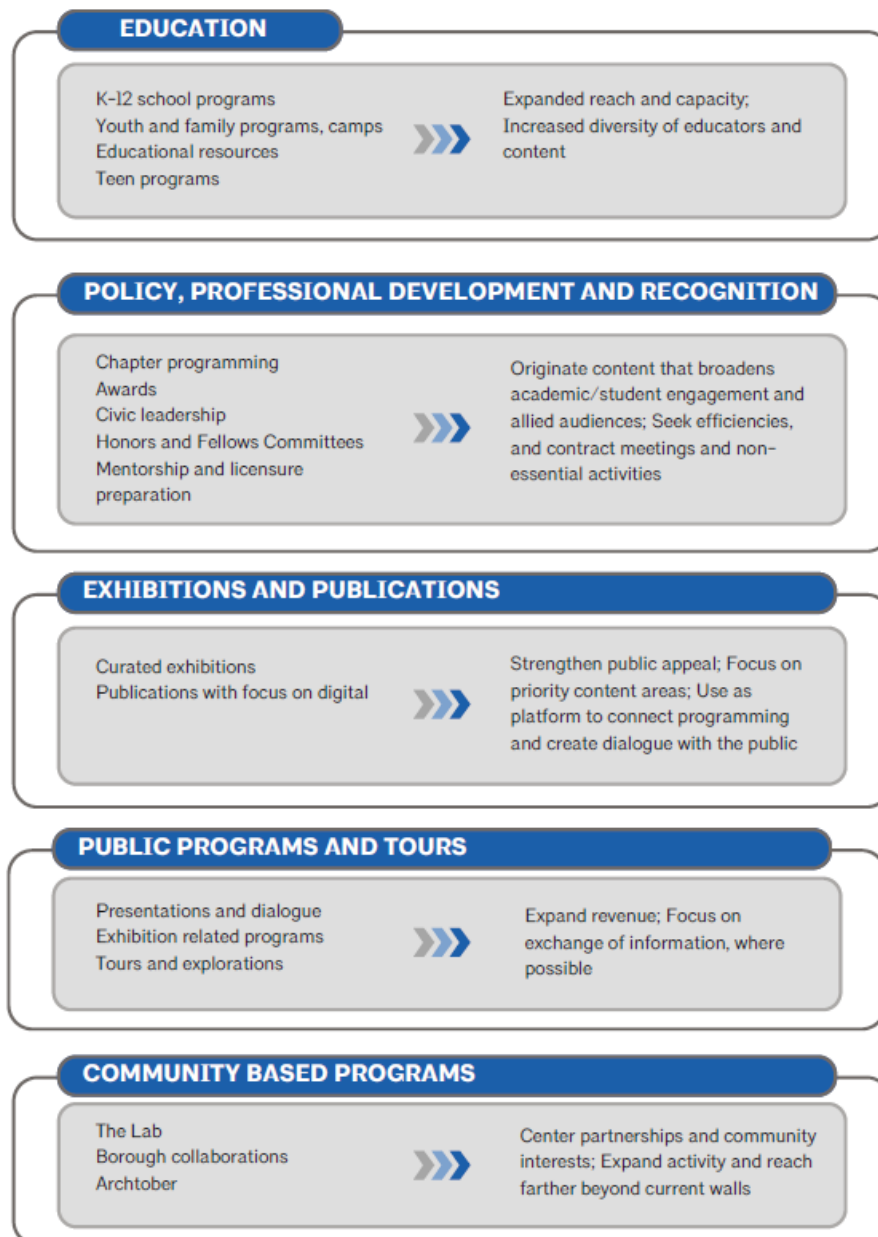 EDUCATION
K-12 school programs
Youth and family programs, camps
Educational resources
Teen programs
Expanded reach and capacity;
Increased diversity of educators and
content
POLICY, PROFESSIONAL DEVELOPMENT AND RECOGNITION
Chapter programming
Awards
Civic leadership
Honors and Fellows Committees
Mentorship and licensure
preparation
Originate content that broadens
academic/student engagement and
allied audiences; Seek efficiencies,
and contract meetings and non-
essential activities
EXHIBITIONS AND PUBLICATIONS
Curated exhibitions
Publications with focus on digital
Strengthen public appeal; Focus on
priority content areas; Use as
platform to connect programming
and create dialogue with the public
PUBLIC PROGRAMS AND TOURS
Presentations and dialogue
Exhibition related programs
Tours and explorations
Expand revenue; Focus on
exchange of information, where
possible
COMMUNITY BASED PROGRAMS
The Lab
Borough collaborations
Archtober
Center partnerships and community
interests; Expand activity and reach
farther beyond current walls